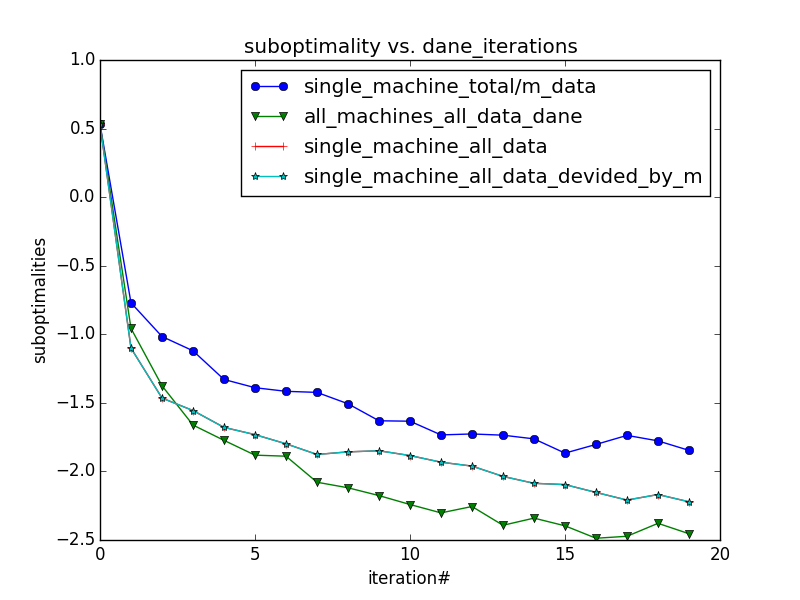 suboptimality vs. dane_iterations
single_machine_total/m_data
all_machines_all_data_dane
single_machine_all_data
single_machine_all_data_devided_by_m
suboptimalities
1.0
0.5
0.0
−0.5
−1.0
−1.5
−2.0
−2.5
0 5 10 15 20
iteration#